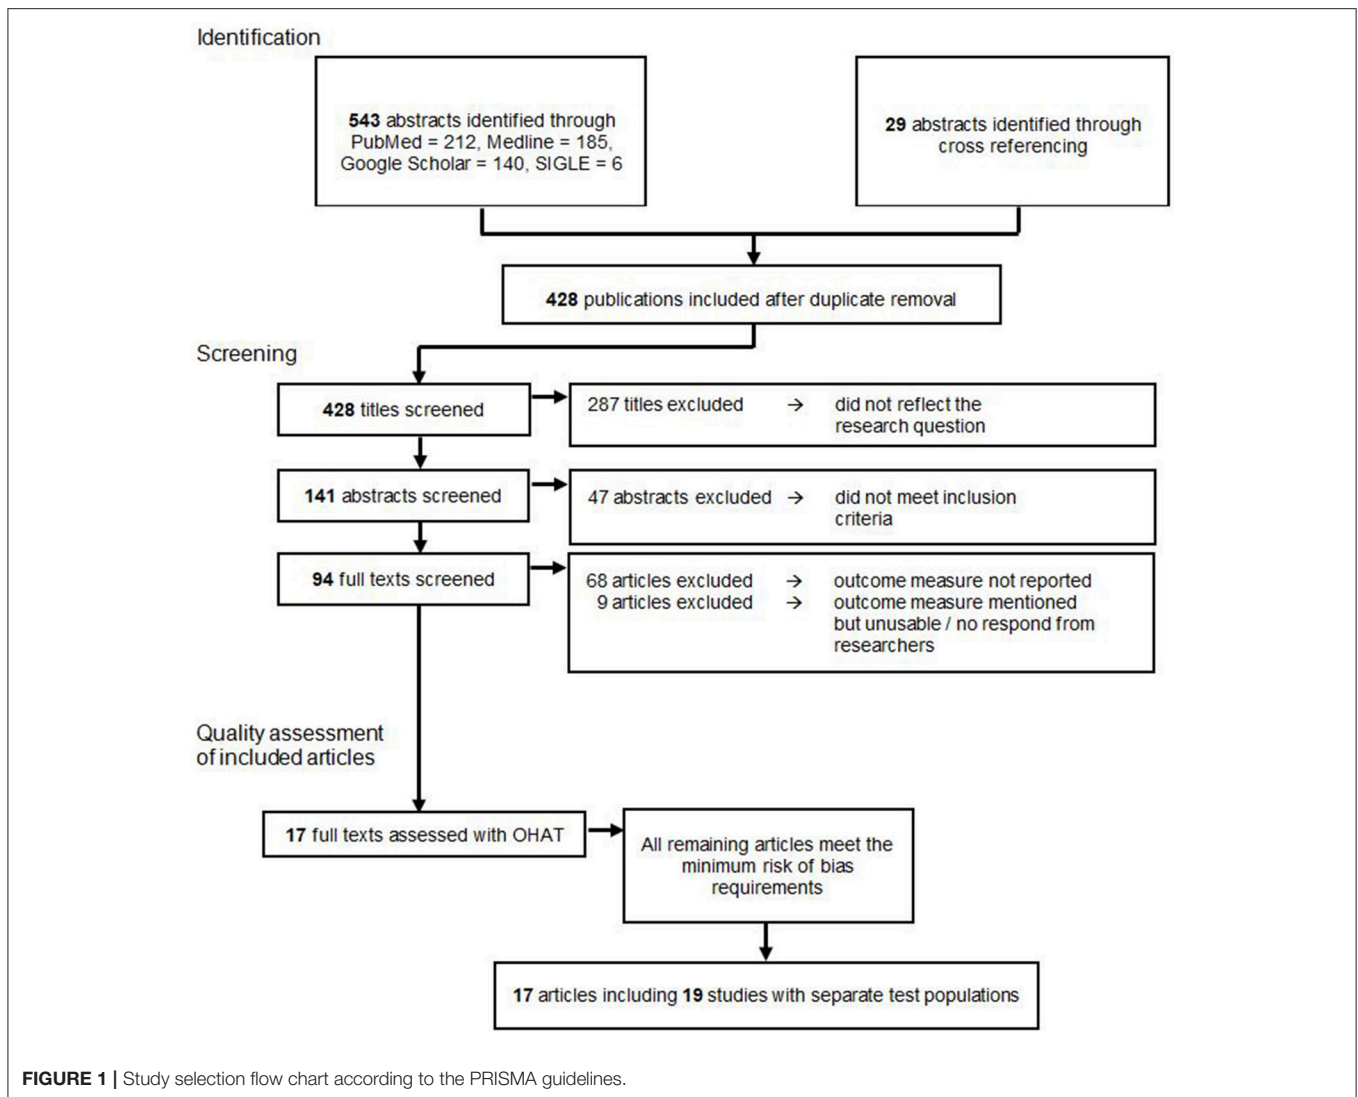 Identification
543 abstracts identified through
PubMed = 212, Medline = 185,
Google Scholar = 140, SIGLE = 6
29 abstracts identified through
cross referencing
428 publications included after duplicate removal
Screening
428 titles screened
287 titles excluded → did not reflect the
research question
141 abstracts screened
47 abstracts excluded → did not meet inclusion
criteria
94 full texts screened
68 articles excluded → outcome measure not reported
9 articles excluded → outcome measure mentioned
but unusable / no respond from
researchers
Quality assessment
of included articles
17 full texts assessed with OHAT
All remaining articles meet the
minimum risk of bias
requirements
17 articles including 19 studies with separate test populations
FIGURE 1 | Study selection flow chart according to the PRISMA guidelines.